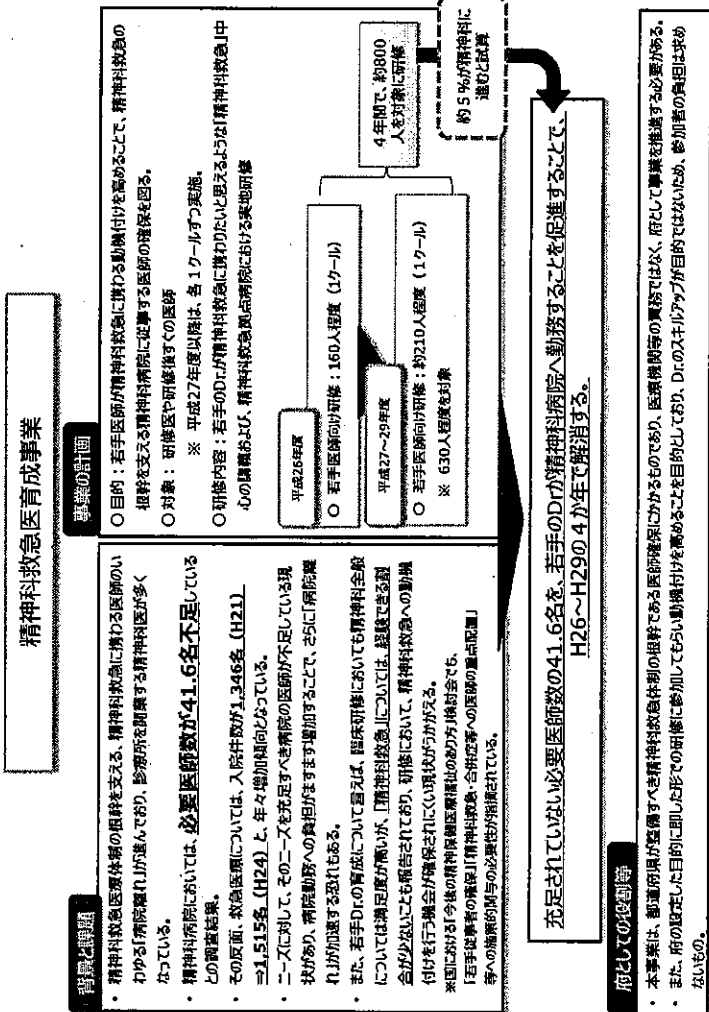 精神科救急医育成事業
背景と課題
・ 精神科救急医療体制の根幹を支える、精神科救急に携わる医師のい
わゆる「病院離れ」が進んでおり、診療所を開業する精神科医が多く
なっている。
・ 精神科病院においては、必要医師数が41.6名不足している
との調査結果。
・ その反面、救急医療については、入院件数が1,346名（H21）
⇒1,515名（H24）と、年々増加傾向となっている。
・ ニーズに対して、そのニーズを充足すべき病院の医師が不足している現
状があり、病院勤務への負担がますます増加することで、さらに「病院離
れ」が加速する恐れもある。
・ また、若手Dr.の育成について言えば、臨床研修においても精神科全般
については満足度が高いが、「精神科救急」については、経験できる割
合が少ないとも報告されており、研修において、精神科救急への動機
付けを行う機会が確保されにくい現状がうかがえる。
※国における「今後の精神保健医療福祉のあり方」検討会でも、
「若手従事者の確保」「精神科救急・合併症等への医師の重点配置」
等への施策的関与の必要性が指摘されている。
事業の計画
○目的：若手医師が精神科救急に携わる動機付けを高めることで、精神科救急の
根幹を支える精神科病院に従事する医師の確保を図る。
○対象： 研修医や研修後すぐの医師
※ 平成27年度以降は、各１クールずつ実施。
○研修内容：若手のDr.が精神科救急に携わりたいと思えるような「精神科救急」中
心の講義および、精神科救急拠点病院における実地研修
平成26年度
○ 若手医師向け研修：160人程度（1クール）
平成27～29年度
○ 若手医師向け研修：約210人程度（１クール）
※ 630人程度を対象
４年間で、約800
人を対象に研修
約５％が精神科に
進むと試算
充足されていない必要医師数の41.6名を、若手のDrが精神科病院へ勤務することを促進することで、
H26～H29の４か年で解消する。
府としての役割等
・ 本事業は、都道府県が整備すべき精神科救急体制の根幹である医師確保にかかるものであり、医療機関等の責務ではなく、府として事業を推進する必要がある。
・ また、府の設定した目的に即した形での研修に参加してもらい動機付けを高めることを目的としており、Dr.のスキルアップが目的ではないため、参加者の負担は求め
ないもの。